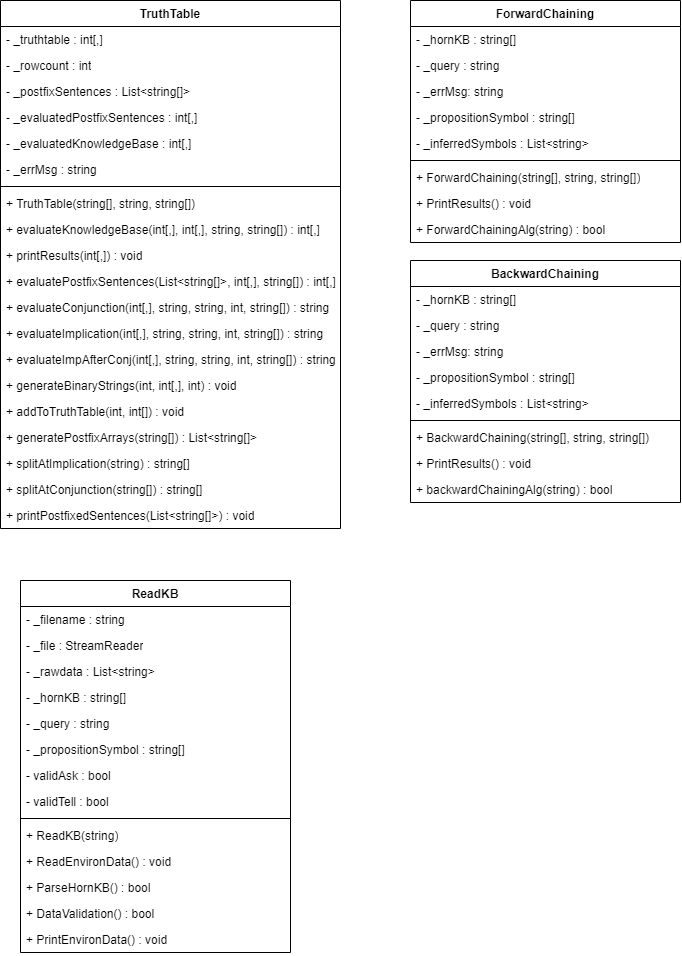 TruthTable
- _truthtable : int[,]
- _rowcount : int
- _postfixSentences : List<string[]>
- _evaluatedPostfixSentences : int[,]
- _evaluatedKnowledgeBase : int[,]
- _errMsg : string
+ TruthTable(string[], string, string[])
+ evaluateKnowledgeBase(int[,], int[,], string, string[]) : int[,]
+ printResults(int[,]) : void
+ evaluatePostfixSentences(List<string[]>, int[,], string[]) : int[,]
+ evaluateConjunction(int[,], string, string, int, string[]) : string
+ evaluateImplication(int[,], string, string, int, string[]) : string
+ evaluateImpAfterConj(int[,], string, string, int, string[]) : string
+ generateBinaryStrings(int, int[,], int) : void
+ addToTruthTable(int, int[]) : void
+ generatePostfixArrays(string[]) : List<string[]>
+ splitAtImplication(string) : string[]
+ splitAtConjunction(string[]) : string[]
+ printPostfixedSentences(List<string[]>) : void
ForwardChaining
- _hornKB : string[]
- _query : string
- _errMsg: string
- _propositionSymbol : string[]
- _inferredSymbols : List<string>
+ ForwardChaining(string[], string, string[])
+ PrintResults() : void
+ ForwardChainingAlg(string) : bool
BackwardChaining
- _hornKB : string[]
- _query : string
- _errMsg: string
- _propositionSymbol : string[]
- _inferredSymbols : List<string>
+ BackwardChaining(string[], string, string[])
+ PrintResults() : void
+ backwardChainingAlg(string) : bool
ReadKB
- _filename : string
- _file : StreamReader
- _rawdata : List<string>
- _hornKB : string[]
- _query : string
- _propositionSymbol : string[]
- validAsk : bool
- validTell : bool
+ ReadKB(string)
+ ReadEnvironData() : void
+ ParseHornKB() : bool
+ DataValidation() : bool
+ PrintEnvironData() : void